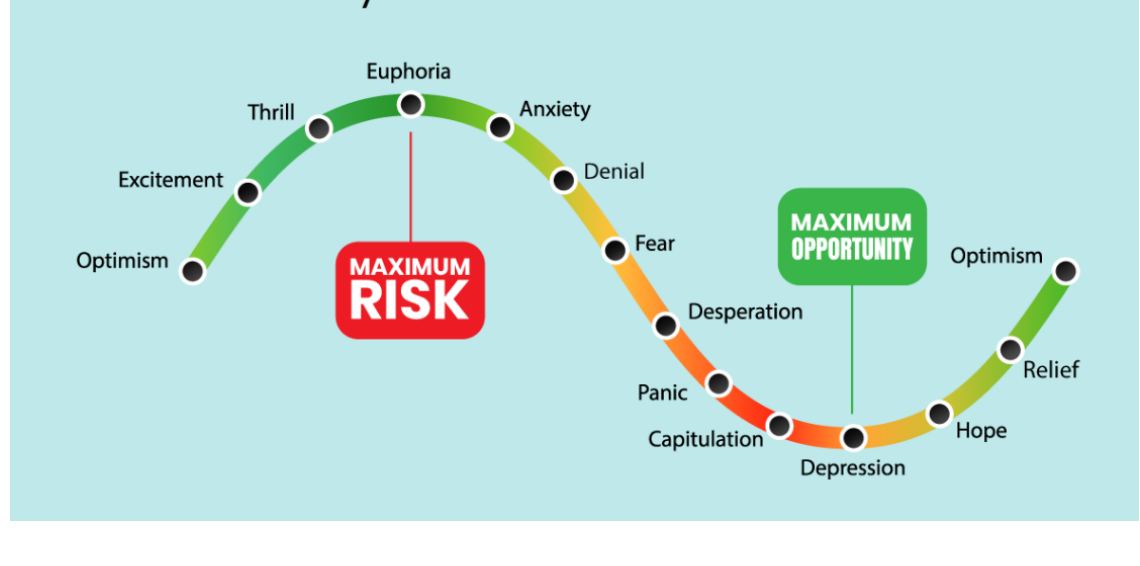 Euphoria
Thrill
Anxiety
Excitement
Denial
MAXIMUM
OPPORTUNITY
Fear
Optimism
Optimism
MAXIMUM
RISK
Desperation
Relief
Panic
Capitulation
Hope
Depression